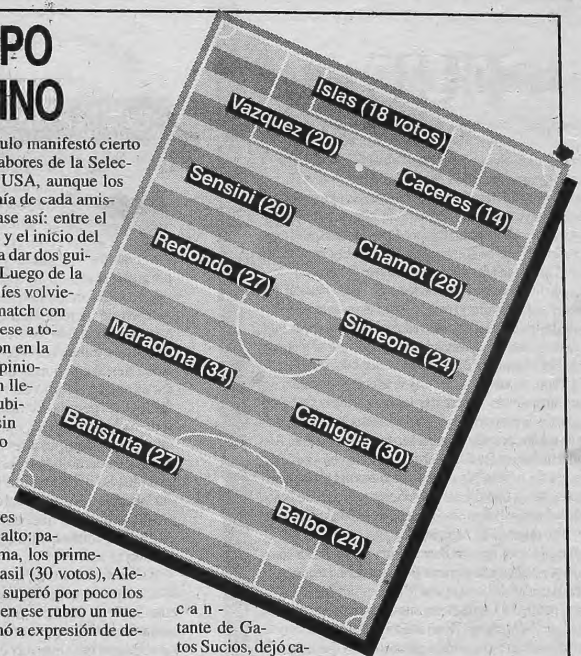 PO
INO
ulo manifestó cierto
abores de la Selec-
USA, aunque los
nía de cada amis-
ase así: entre el
y el inicio del
a dar dos gui-
Luego de la
íes volvie-
match con
ese a to-
on en la
pinio-
n lle-
ubi-
sin
o
es
alto: pa-
ma, los prime-
asil (30 votos), Ale-
superó por poco los
en ese rubro un nue-
nó a expresión de de-
Islas (18 votos)
Vazquez (20)
Caceres (14)
Sensini (20)
Chamot (28)
Redondo (27)
Simeone (24)
Maradona (34)
Caniggia (30)
Batistuta (27)
Balbo (24)
can-
tante de Ga-
tos Sucios, dejó ca-